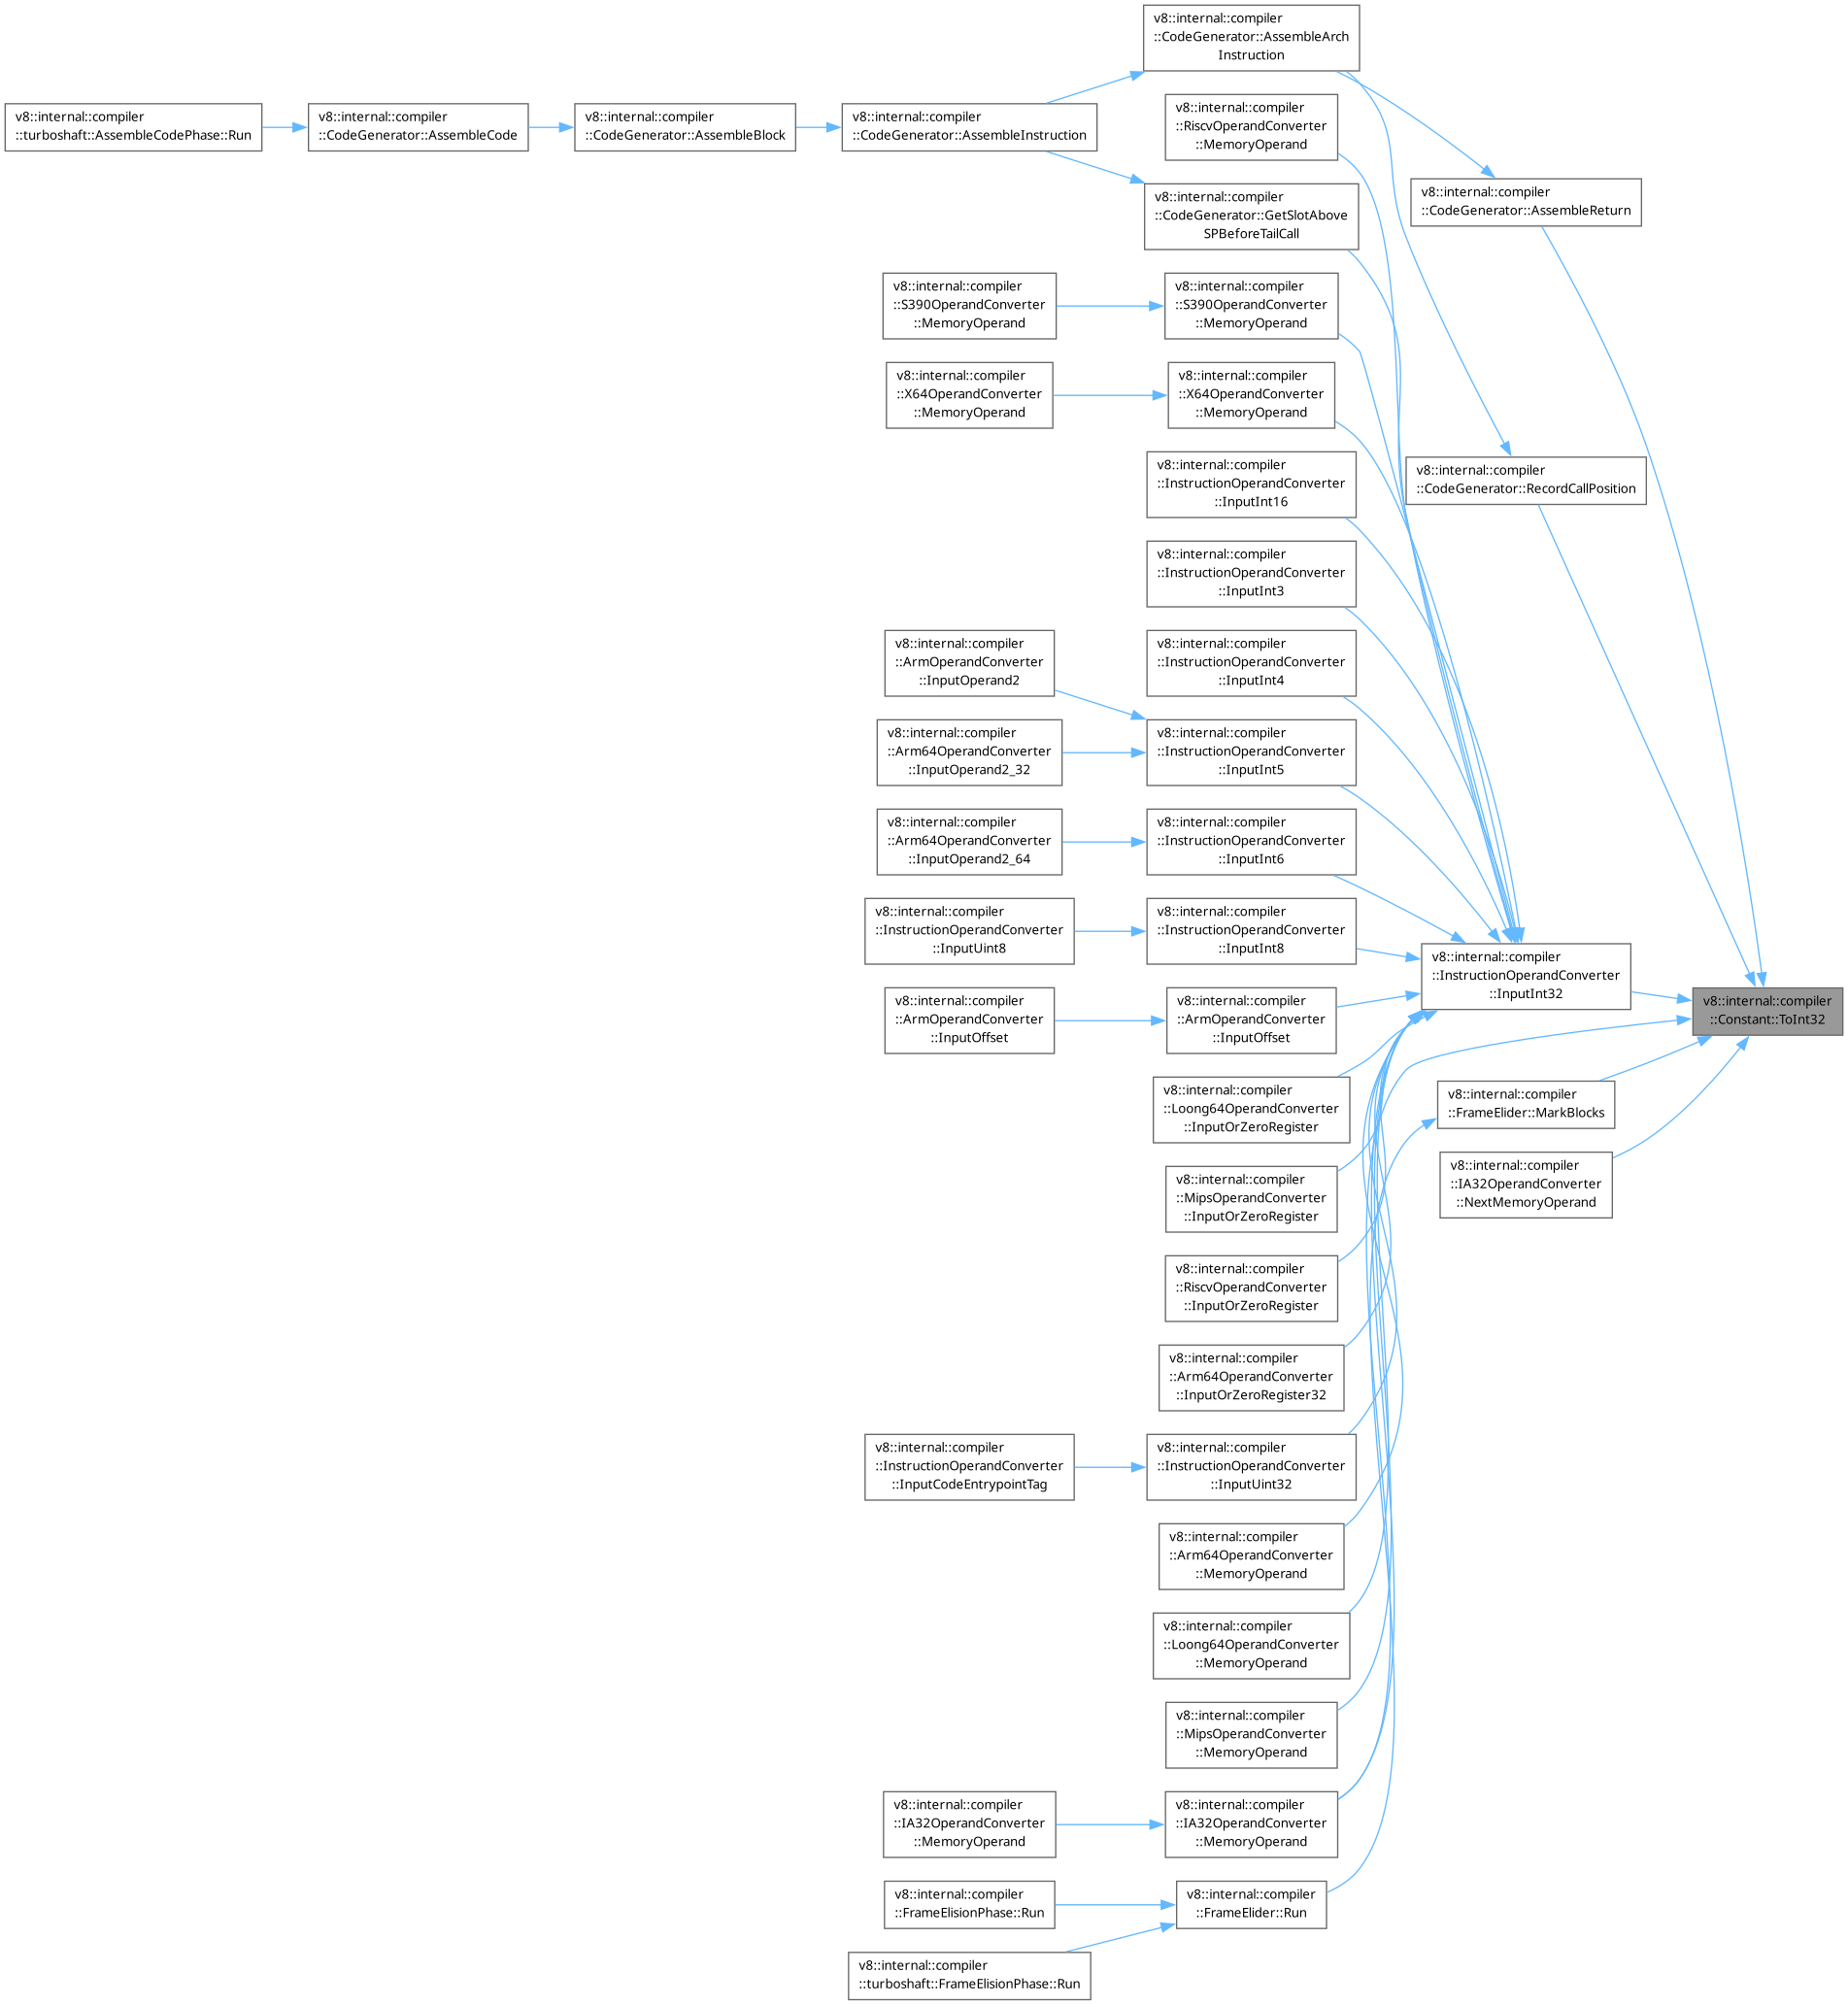 v8::internal::compiler
::CodeGenerator::AssembleArch
Instruction
v8::internal::compiler
::turboshaft::AssembleCodePhase::Run
v8::internal::compiler
::CodeGenerator::AssembleCode
v8::internal::compiler
::CodeGenerator::AssembleBlock
v8::internal::compiler
::CodeGenerator::AssembleInstruction
v8::internal::compiler
::RiscvOperandConverter
::MemoryOperand
v8::internal::compiler
::CodeGenerator::AssembleReturn
v8::internal::compiler
::CodeGenerator::GetSlotAbove
SPBeforeTailCall
v8::internal::compiler
::S390OperandConverter
::MemoryOperand
v8::internal::compiler
::S390OperandConverter
::MemoryOperand
v8::internal::compiler
::X64OperandConverter
::MemoryOperand
v8::internal::compiler
::X64OperandConverter
::MemoryOperand
v8::internal::compiler
::InstructionOperandConverter
::InputInt16
v8::internal::compiler
::CodeGenerator::RecordCallPosition
v8::internal::compiler
::InstructionOperandConverter
::InputInt3
v8::internal::compiler
::ArmOperandConverter
::InputOperand2
v8::internal::compiler
::InstructionOperandConverter
::InputInt4
v8::internal::compiler
::Arm64OperandConverter
::InputOperand2_32
v8::internal::compiler
::InstructionOperandConverter
::InputInt5
v8::internal::compiler
::Arm64OperandConverter
::InputOperand2_64
v8::internal::compiler
::InstructionOperandConverter
::InputInt6
v8::internal::compiler
::InstructionOperandConverter
::InputUint8
v8::internal::compiler
::InstructionOperandConverter
::InputInt8
v8::internal::compiler
::InstructionOperandConverter
::InputInt32
v8::internal::compiler
::Constant::ToInt32
v8::internal::compiler
::ArmOperandConverter
::InputOffset
v8::internal::compiler
::ArmOperandConverter
::InputOffset
v8::internal::compiler
::Loong64OperandConverter
::InputOrZeroRegister
v8::internal::compiler
::FrameElider::MarkBlocks
v8::internal::compiler
::IA32OperandConverter
::NextMemoryOperand
v8::internal::compiler
::MipsOperandConverter
::InputOrZeroRegister
v8::internal::compiler
::RiscvOperandConverter
::InputOrZeroRegister
v8::internal::compiler
::Arm64OperandConverter
::InputOrZeroRegister32
v8::internal::compiler
::InstructionOperandConverter
::InputCodeEntrypointTag
v8::internal::compiler
::InstructionOperandConverter
::InputUint32
v8::internal::compiler
::Arm64OperandConverter
::MemoryOperand
v8::internal::compiler
::Loong64OperandConverter
::MemoryOperand
v8::internal::compiler
::MipsOperandConverter
::MemoryOperand
v8::internal::compiler
::IA32OperandConverter
::MemoryOperand
v8::internal::compiler
::IA32OperandConverter
::MemoryOperand
v8::internal::compiler
::FrameElisionPhase::Run
v8::internal::compiler
::FrameElider::Run
v8::internal::compiler
::turboshaft::FrameElisionPhase::Run